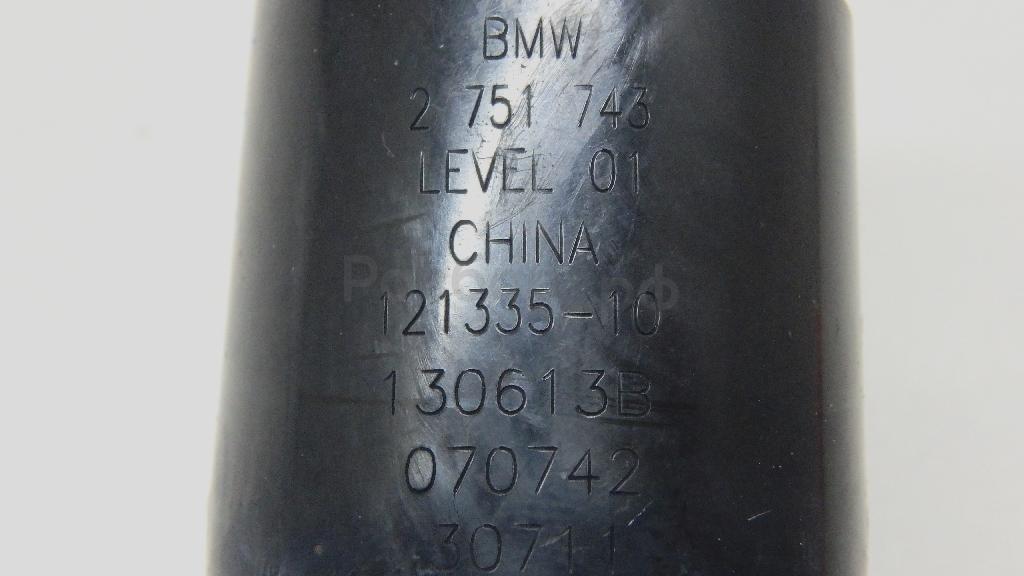 BMW
2 751 743
LEVEL 01
CHINA
121335-10
130613B
070742
30711